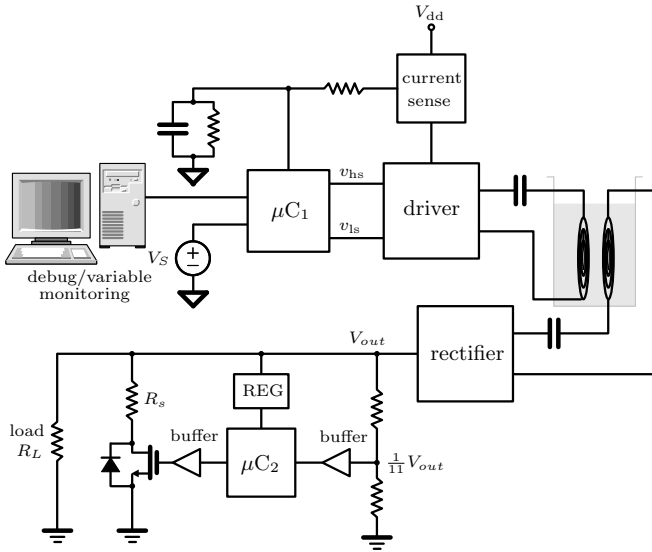 V_dd
current
sense
v_hs
μC_1
driver
v_ls
V_S
+
−
debug/variable
monitoring
V_out
rectifier
REG
R_s
load
R_L
buffer
buffer
μC_2
1/11 V_out